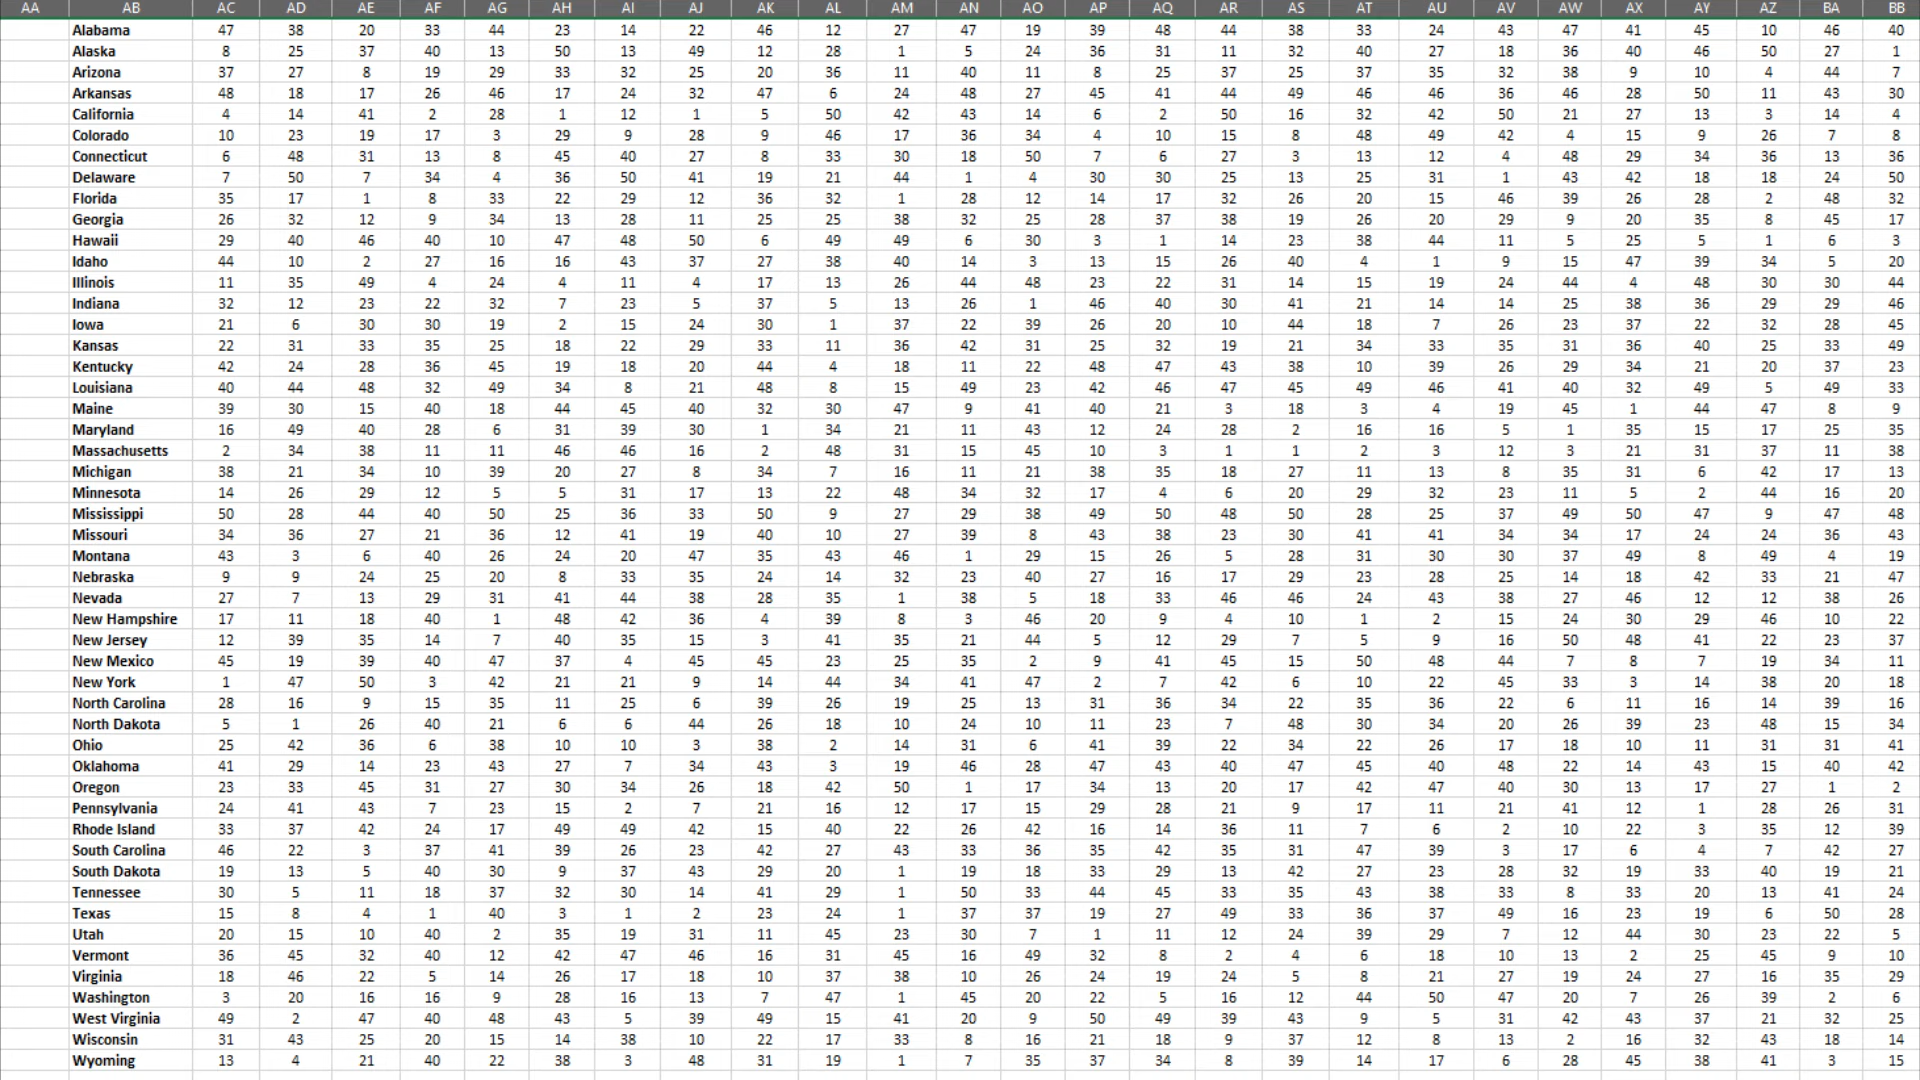 AA AB AC AD AE AF AG AH AI AJ AK AL AM AN AO AP AQ AR AS AT AU AV AW AX AY AZ BA BB
Alabama 47 38 20 33 44 23 14 22 46 12 27 47 19 39 48 44 38 33 24 43 47 41 45 10 46 40
Alaska 8 25 37 40 13 50 13 49 12 28 1 5 24 36 31 11 32 40 27 18 36 40 46 50 27 1
Arizona 37 27 8 19 29 33 32 25 20 36 11 40 11 8 25 37 25 37 35 32 38 9 10 4 44 7
Arkansas 48 18 17 26 46 17 24 32 47 6 24 48 27 45 41 44 49 46 46 36 46 28 50 11 43 30
California 4 14 41 2 28 1 12 1 5 50 42 43 14 6 2 50 16 32 42 50 21 27 13 3 14 4
Colorado 10 23 19 17 3 29 9 28 9 46 17 36 34 4 10 15 8 48 49 42 4 15 9 26 7 8
Connecticut 6 48 31 13 8 45 40 27 8 33 30 18 50 7 6 27 3 13 12 4 48 29 34 36 13 36
Delaware 7 50 7 34 4 36 50 41 19 21 44 1 4 30 30 25 13 25 31 1 43 42 18 18 24 50
Florida 35 17 1 8 33 22 29 12 36 32 1 28 12 14 17 32 26 20 15 46 39 26 28 2 48 32
Georgia 26 32 12 9 34 13 28 11 25 25 38 32 25 28 37 38 19 26 20 29 9 20 35 8 45 17
Hawaii 29 40 46 40 10 47 48 50 6 49 49 6 30 3 1 14 23 38 44 11 5 25 5 1 6 3
Idaho 44 10 2 27 16 16 43 37 27 38 40 14 3 13 15 26 40 4 1 9 15 47 39 34 5 20
Illinois 11 35 49 4 24 4 11 4 17 13 26 44 48 23 22 31 14 15 19 24 44 4 48 30 30 44
Indiana 32 12 23 22 32 7 23 5 37 5 13 26 1 46 40 30 41 21 14 14 25 38 36 29 29 46
Iowa 21 6 30 30 19 2 15 24 30 1 37 22 39 26 20 10 44 18 7 26 23 37 22 32 28 45
Kansas 22 31 33 35 25 18 22 29 33 11 36 42 31 25 32 19 21 34 33 35 31 36 40 25 33 49
Kentucky 42 24 28 36 45 19 18 20 44 4 18 11 22 48 47 43 38 10 39 26 29 34 21 20 37 23
Louisiana 40 44 48 32 49 34 8 21 48 8 15 49 23 42 46 47 45 49 46 41 40 32 49 5 49 33
Maine 39 30 15 40 18 44 45 40 32 30 47 9 41 40 21 3 18 3 4 19 45 1 44 47 8 9
Maryland 16 49 40 28 6 31 39 30 1 34 21 11 43 12 24 28 2 16 16 5 1 35 15 17 25 35
Massachusetts 2 34 38 11 11 46 46 16 2 48 31 15 45 10 3 1 1 2 3 12 3 21 31 37 11 38
Michigan 38 21 34 10 39 20 27 8 34 7 16 11 21 38 35 18 27 11 13 8 35 31 6 42 17 13
Minnesota 14 26 29 12 5 5 31 17 13 22 48 34 32 17 4 6 20 29 32 23 11 5 2 44 16 20
Mississippi 50 28 44 40 50 25 36 33 50 9 27 29 38 49 50 48 50 28 25 37 49 50 47 9 47 48
Missouri 34 36 27 21 36 12 41 19 40 10 27 39 8 43 38 23 30 41 41 34 34 17 24 24 36 43
Montana 43 3 6 40 26 24 20 47 35 43 46 1 29 15 26 5 28 31 30 30 37 49 8 49 4 19
Nebraska 9 9 24 25 20 8 33 35 24 14 32 23 40 27 16 17 29 23 28 25 14 18 42 33 21 47
Nevada 27 7 13 29 31 41 44 38 28 35 1 38 5 18 33 46 46 24 43 38 27 46 12 12 38 26
New Hampshire 17 11 18 40 1 48 42 36 4 39 8 3 46 20 9 4 10 1 2 15 24 30 29 46 10 22
New Jersey 12 39 35 14 7 40 35 15 3 41 35 21 44 5 12 29 7 5 9 16 50 48 41 22 23 37
New Mexico 45 19 39 40 47 37 4 45 45 23 25 35 2 9 41 45 15 50 48 44 7 8 7 19 34 11
New York 1 47 50 3 42 21 21 9 14 44 34 41 47 2 7 42 6 10 22 45 33 3 14 38 20 18
North Carolina 28 16 9 15 35 11 25 6 39 26 19 25 13 31 36 34 22 35 36 22 6 11 16 14 39 16
North Dakota 5 1 26 40 21 6 6 44 26 18 10 24 10 11 23 7 48 30 34 20 26 39 23 48 15 34
Ohio 25 42 36 6 38 10 10 3 38 2 14 31 6 41 39 22 34 22 26 17 18 10 11 31 31 41
Oklahoma 41 29 14 23 43 27 7 34 43 3 19 46 28 47 43 40 47 45 40 48 22 14 43 15 40 42
Oregon 23 33 45 31 27 30 34 26 18 42 50 1 17 34 13 20 17 42 47 40 30 13 17 27 1 2
Pennsylvania 24 41 43 7 23 15 2 7 21 16 12 17 15 29 28 21 9 17 11 21 41 12 1 28 26 31
Rhode Island 33 37 42 24 17 49 49 42 15 40 22 26 42 16 14 36 11 7 6 2 10 22 3 35 12 39
South Carolina 46 22 3 37 41 39 26 23 42 27 43 33 36 35 42 35 31 47 39 3 17 6 4 7 42 27
South Dakota 19 13 5 40 30 9 37 43 29 20 1 19 18 33 29 13 42 27 23 28 32 19 33 40 19 21
Tennessee 30 5 11 18 37 32 30 14 41 29 1 50 33 44 45 33 35 43 38 33 8 33 20 13 41 24
Texas 15 8 4 1 40 3 1 2 23 24 1 37 37 19 27 49 33 36 37 49 16 23 19 6 50 28
Utah 20 15 10 40 2 35 19 31 11 45 23 30 7 1 11 12 24 39 29 7 12 44 30 23 22 5
Vermont 36 45 32 40 12 42 47 46 16 31 45 16 49 32 8 2 4 6 18 10 13 2 25 45 9 10
Virginia 18 46 22 5 14 26 17 18 10 37 38 10 26 24 19 24 5 8 21 27 19 24 27 16 35 29
Washington 3 20 16 16 9 28 16 13 7 47 1 45 20 22 5 16 12 44 50 47 20 7 26 39 2 6
West Virginia 49 2 47 40 48 43 5 39 49 15 41 20 9 50 49 39 43 9 5 31 42 43 37 21 32 25
Wisconsin 31 43 25 20 15 14 38 10 22 17 33 8 16 21 18 9 37 12 8 13 2 16 32 43 18 14
Wyoming 13 4 21 40 22 38 3 48 31 19 1 7 35 37 34 8 39 14 17 6 28 45 38 41 3 15